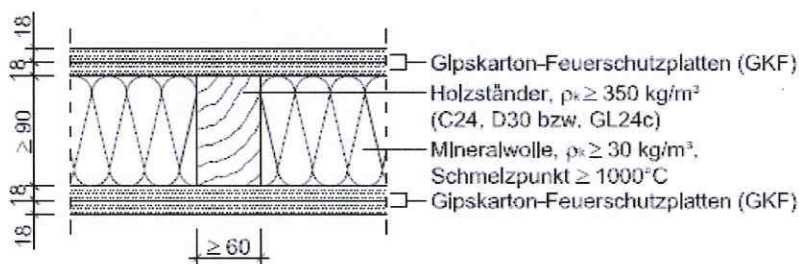 18
18
≥90
18
18
Gipskarton-Feuerschutzplatten (GKF)
Holzständer, ρk ≥ 350 kg/m³
(C24, D30 bzw. GL24c)
Mineralwolle, ρk ≥ 30 kg/m³,
Schmelzpunkt ≥ 1000°C
Gipskarton-Feuerschutzplatten (GKF)
≥ 60